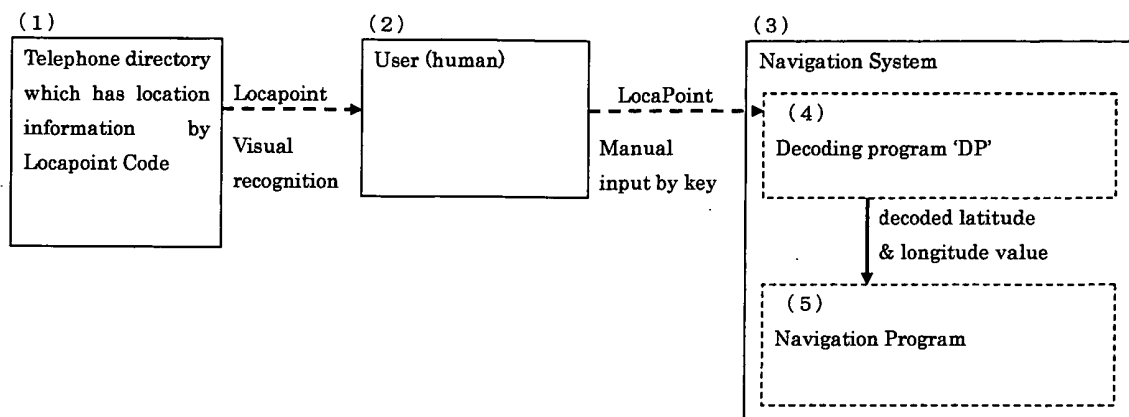 (1)
Telephone directory
which has location
information by
Locapoint Code
Locapoint
Visual
recognition
(2)
User (human)
LocaPoint
Manual
input by key
(3)
Navigation System
(4)
Decoding program ‘DP’
decoded latitude
& longitude value
(5)
Navigation Program